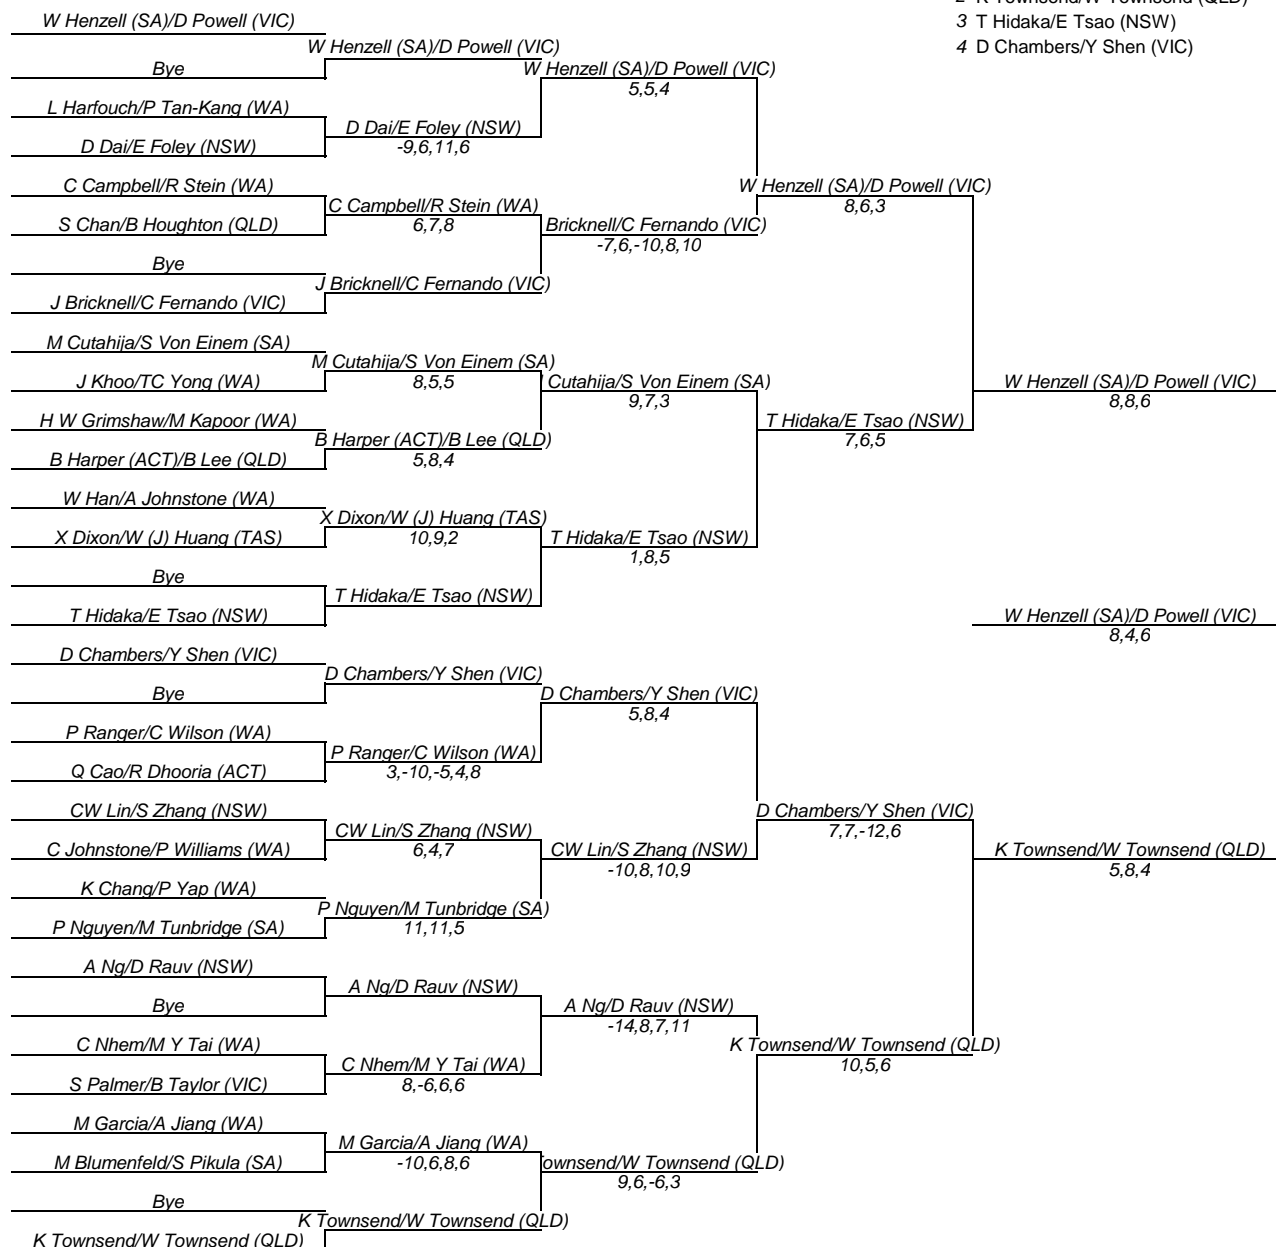 2 K Townsend/W Townsend (QLD)
3 T Hidaka/E Tsao (NSW)
4 D Chambers/Y Shen (VIC)
W Henzell (SA)/D Powell (VIC)
Bye
L Harfouch/P Tan-Kang (WA)
D Dai/E Foley (NSW)
C Campbell/R Stein (WA)
S Chan/B Houghton (QLD)
Bye
J Bricknell/C Fernando (VIC)
M Cutahija/S Von Einem (SA)
J Khoo/TC Yong (WA)
H W Grimshaw/M Kapoor (WA)
B Harper (ACT)/B Lee (QLD)
W Han/A Johnstone (WA)
X Dixon/W (J) Huang (TAS)
Bye
T Hidaka/E Tsao (NSW)
D Chambers/Y Shen (VIC)
Bye
P Ranger/C Wilson (WA)
Q Cao/R Dhooria (ACT)
CW Lin/S Zhang (NSW)
C Johnstone/P Williams (WA)
K Chang/P Yap (WA)
P Nguyen/M Tunbridge (SA)
A Ng/D Rauv (NSW)
Bye
C Nhem/M Y Tai (WA)
S Palmer/B Taylor (VIC)
M Garcia/A Jiang (WA)
M Blumenfeld/S Pikula (SA)
Bye
K Townsend/W Townsend (QLD)
W Henzell (SA)/D Powell (VIC)
D Dai/E Foley (NSW)
-9,6,11,6
C Campbell/R Stein (WA)
6,7,8
J Bricknell/C Fernando (VIC)
M Cutahija/S Von Einem (SA)
8,5,5
B Harper (ACT)/B Lee (QLD)
5,8,4
X Dixon/W (J) Huang (TAS)
10,9,2
T Hidaka/E Tsao (NSW)
D Chambers/Y Shen (VIC)
P Ranger/C Wilson (WA)
3,-10,-5,4,8
CW Lin/S Zhang (NSW)
6,4,7
P Nguyen/M Tunbridge (SA)
11,11,5
A Ng/D Rauv (NSW)
C Nhem/M Y Tai (WA)
8,-6,6,6
M Garcia/A Jiang (WA)
-10,6,8,6
K Townsend/W Townsend (QLD)
W Henzell (SA)/D Powell (VIC)
5,5,4
Bricknell/C Fernando (VIC)
-7,6,-10,8,10
Cutahija/S Von Einem (SA)
9,7,3
T Hidaka/E Tsao (NSW)
1,8,5
D Chambers/Y Shen (VIC)
5,8,4
CW Lin/S Zhang (NSW)
-10,8,10,9
A Ng/D Rauv (NSW)
-14,8,7,11
ownsend/W Townsend (QLD)
9,6,-6,3
W Henzell (SA)/D Powell (VIC)
8,6,3
T Hidaka/E Tsao (NSW)
7,6,5
D Chambers/Y Shen (VIC)
7,7,-12,6
K Townsend/W Townsend (QLD)
10,5,6
W Henzell (SA)/D Powell (VIC)
8,8,6
K Townsend/W Townsend (QLD)
5,8,4
W Henzell (SA)/D Powell (VIC)
8,4,6